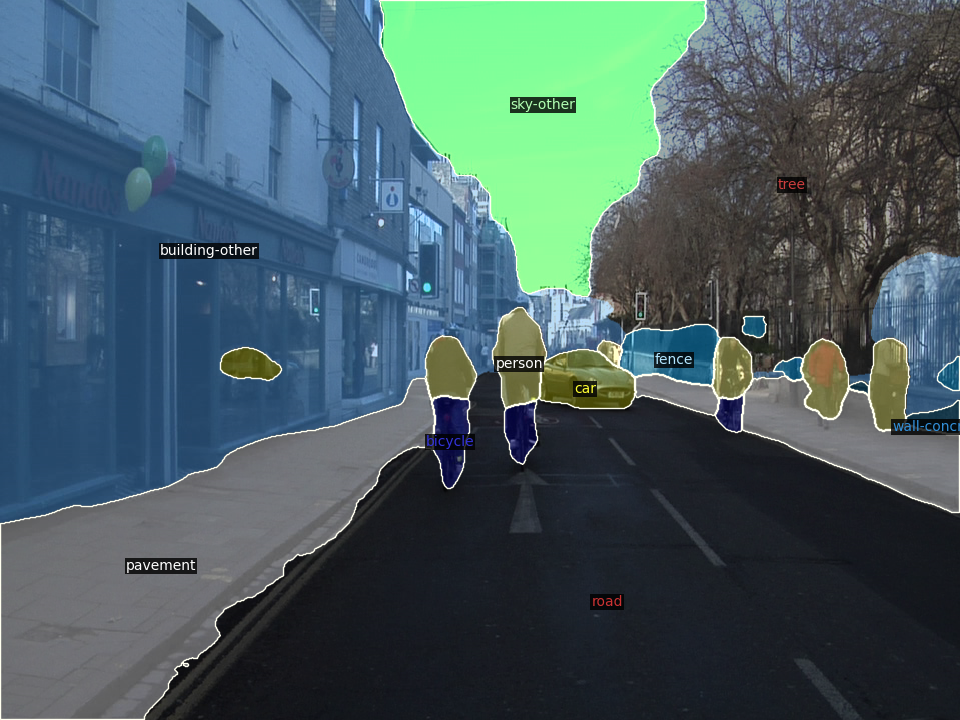 sky-other
tree
building-other
person
fence
car
wall-conc
bicycle
pavement
road